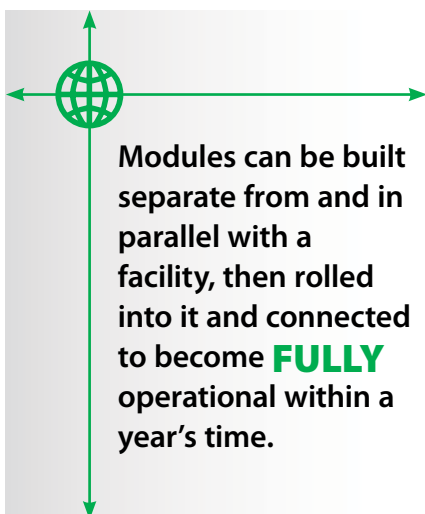 Modules can be built
separate from and in
parallel with a
facility, then rolled
into it and connected
to become FULLY
operational within a
year’s time.